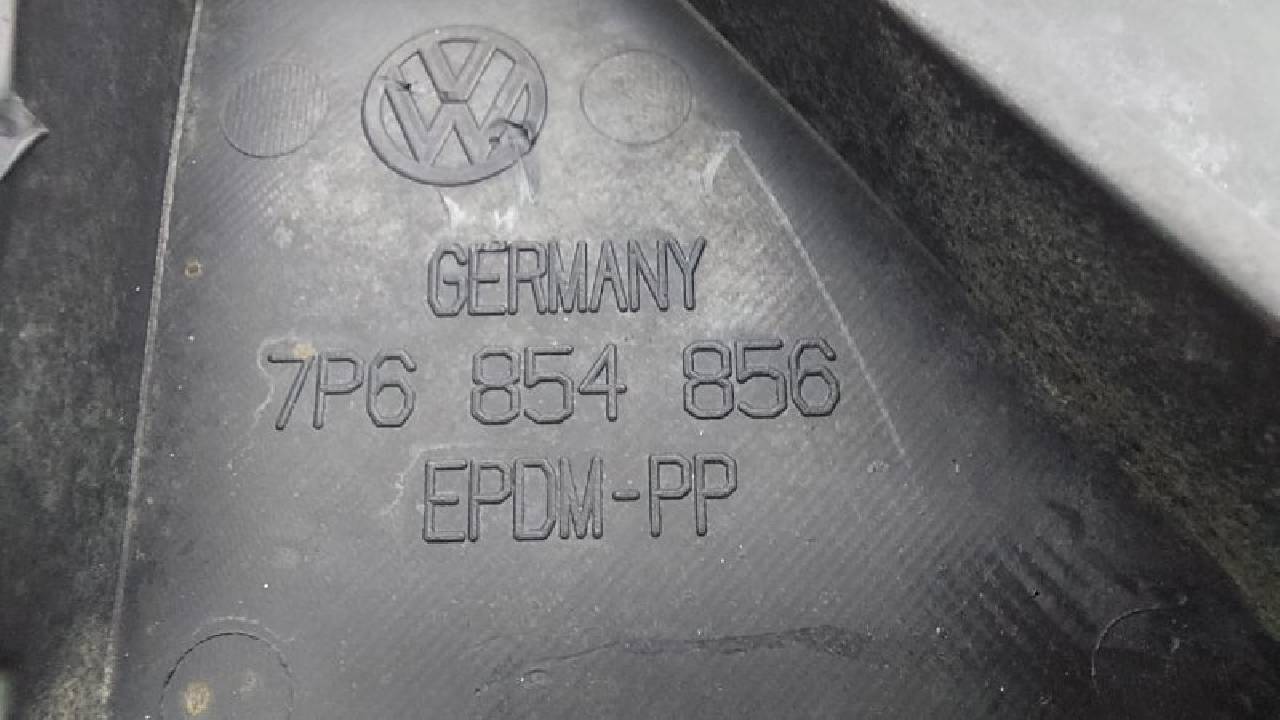 GERMANY
7P6 854 856
EPDM-PP